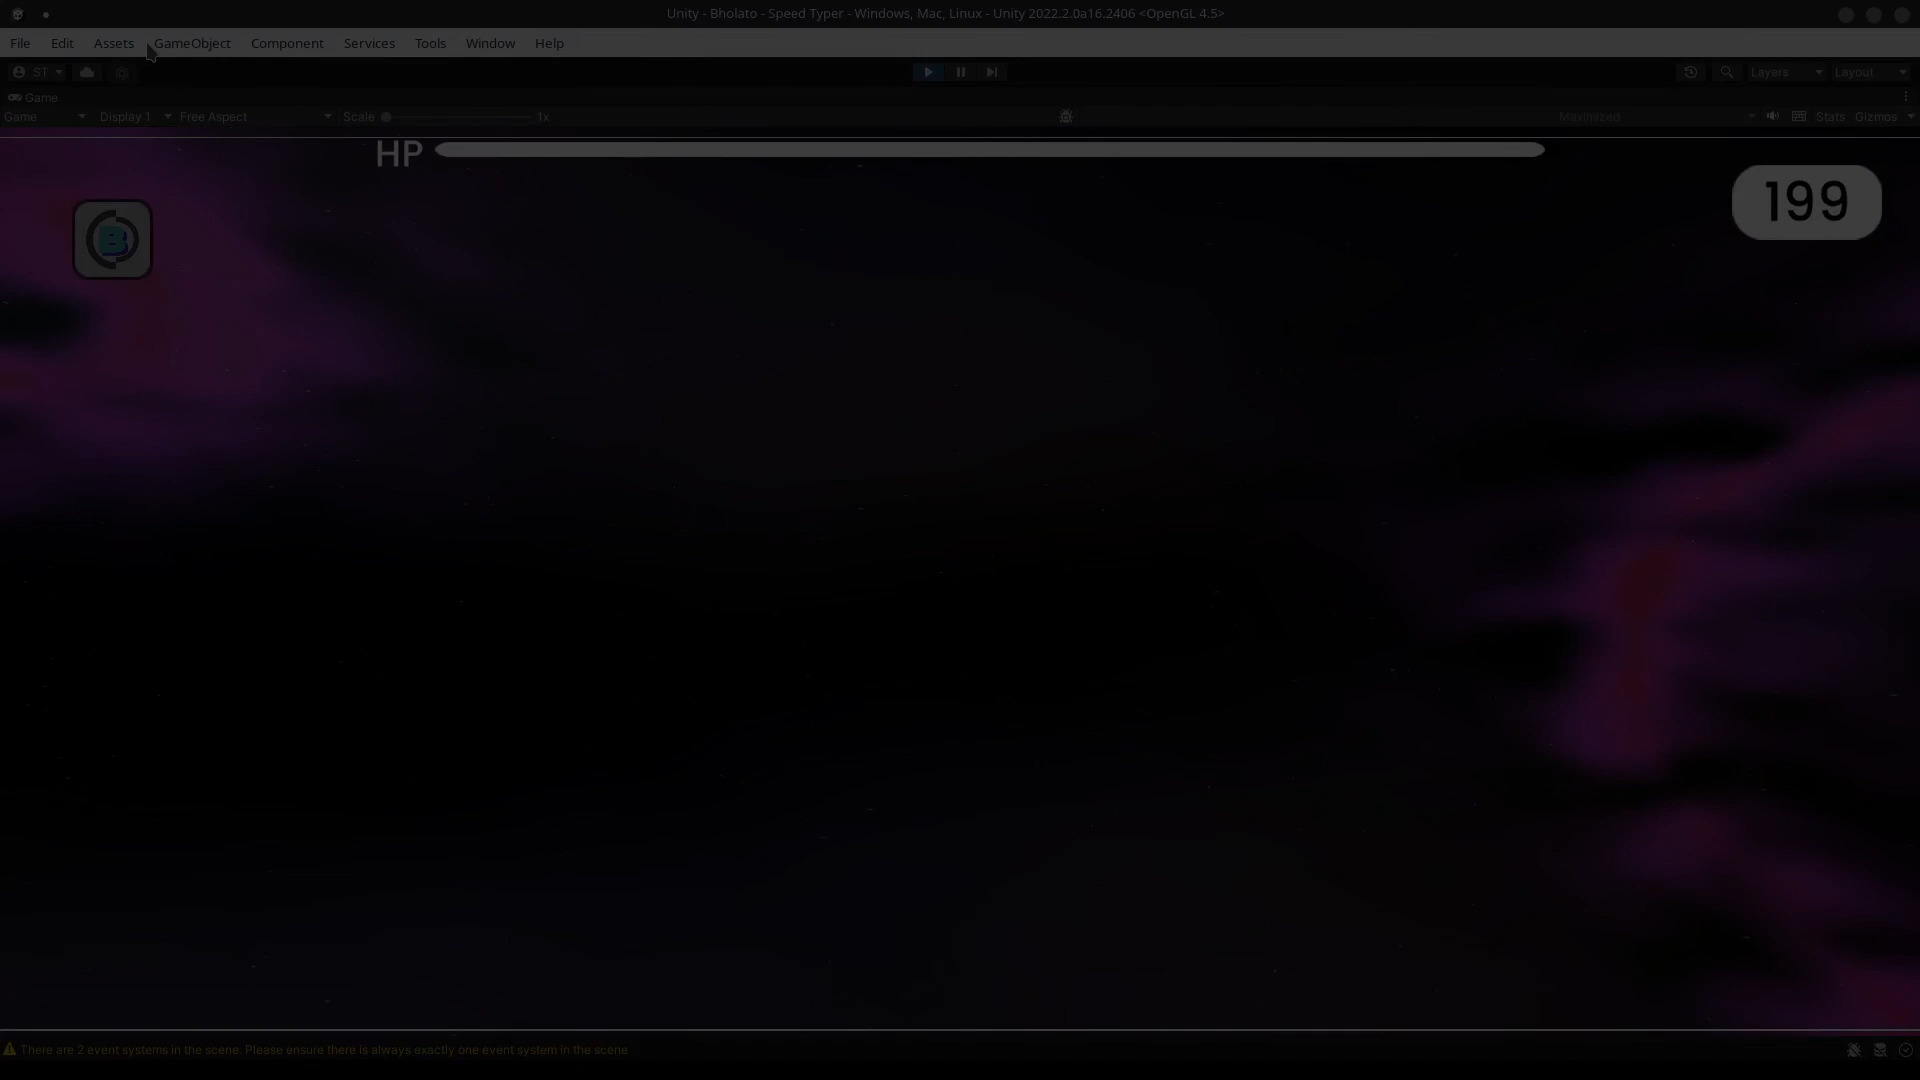 Unity - Bholato - Speed Typer - Windows, Mac, Linux - Unity 2022.2.0a16.2406 <OpenGL 4.5>
File Edit Assets GameObject Component Services Tools Window Help
ST Layers Layout
Game
Game Display 1 Free Aspect Scale 1x Maximized Stats Gizmos
HP
199
B
There are 2 event systems in the scene. Please ensure there is always exactly one event system in the scene